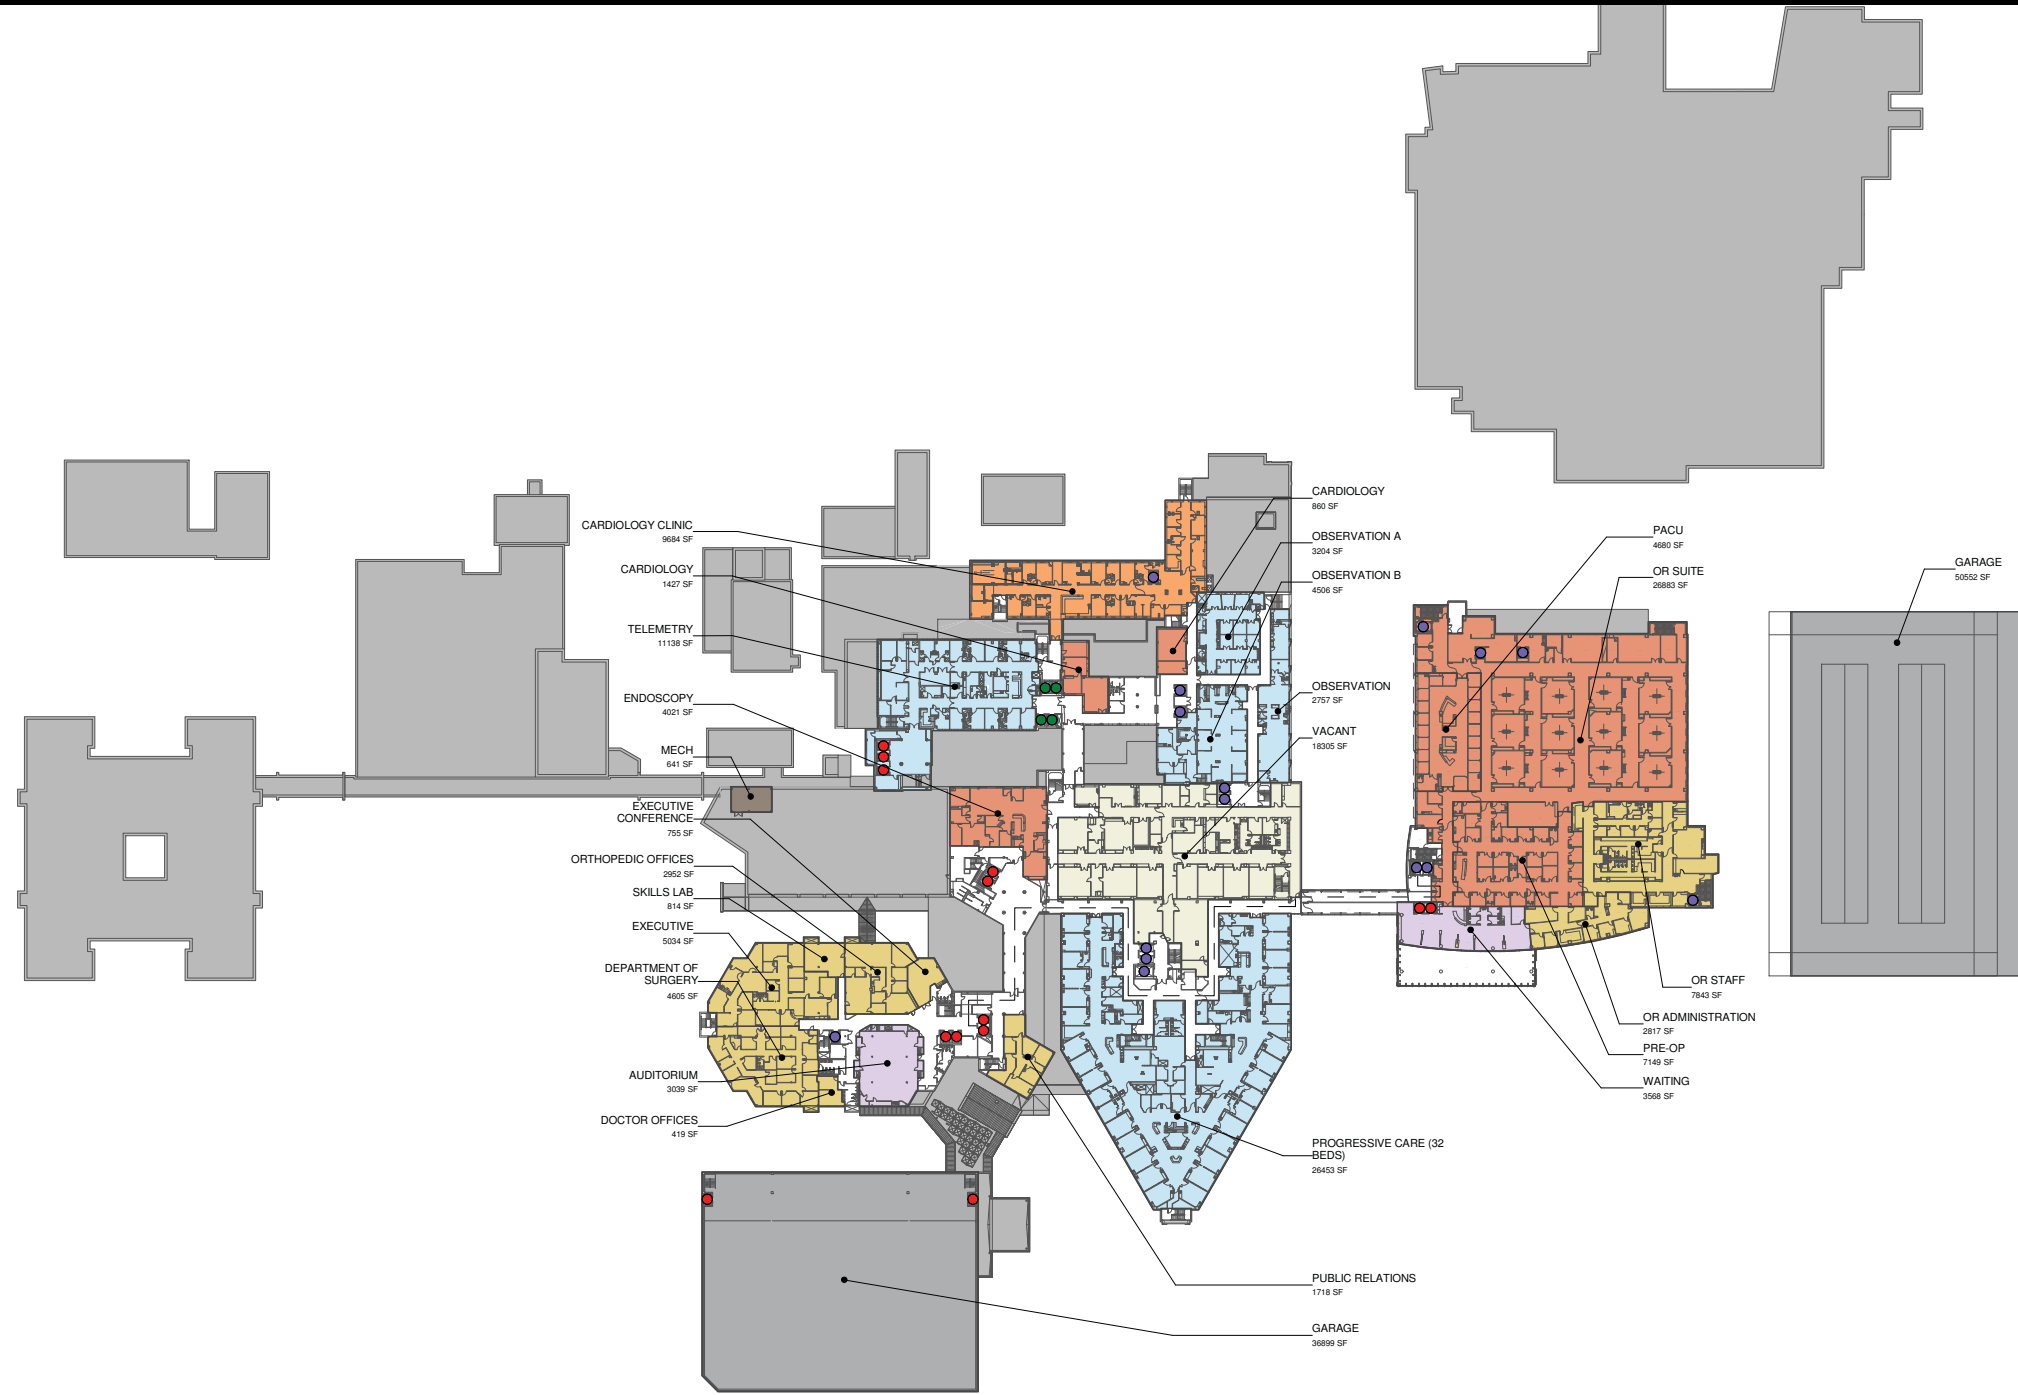 CARDIOLOGY CLINIC
9684 SF
CARDIOLOGY
1427 SF
TELEMETRY
11138 SF
ENDOSCOPY
4021 SF
MECH
641 SF
EXECUTIVE
CONFERENCE
755 SF
ORTHOPEDIC OFFICES
2952 SF
SKILLS LAB
814 SF
EXECUTIVE
5034 SF
DEPARTMENT OF
SURGERY
4605 SF
AUDITORIUM
3039 SF
DOCTOR OFFICES
419 SF
CARDIOLOGY
860 SF
OBSERVATION A
3204 SF
OBSERVATION B
4506 SF
OBSERVATION
2757 SF
VACANT
18305 SF
PROGRESSIVE CARE (32
BEDS)
26453 SF
PUBLIC RELATIONS
1718 SF
GARAGE
36899 SF
PACU
4680 SF
OR SUITE
26883 SF
GARAGE
50552 SF
OR STAFF
7843 SF
OR ADMINISTRATION
2817 SF
PRE-OP
7149 SF
WAITING
3568 SF